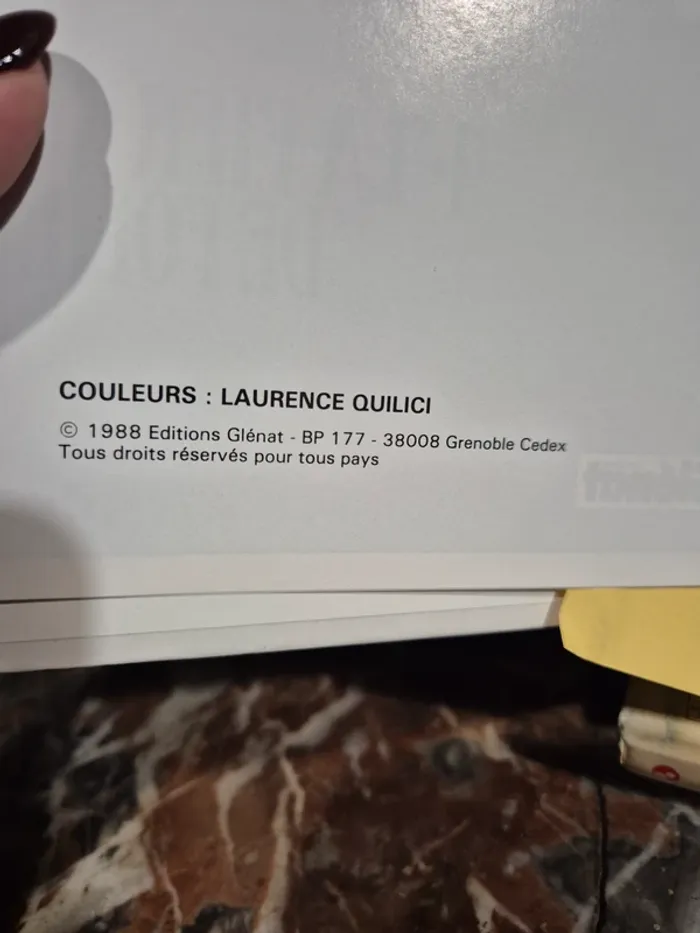 COULEURS : LAURENCE QUILICI
© 1988 Editions Glénat - BP 177 - 38008 Grenoble Cedex
Tous droits réservés pour tous pays